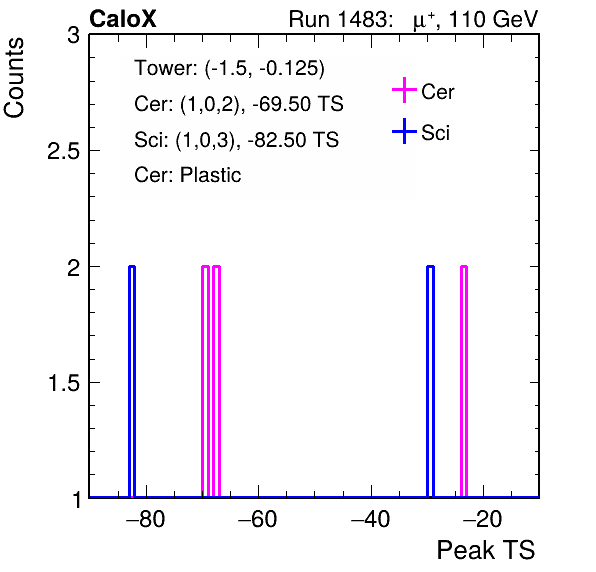 CaloX Run 1483: μ⁺, 110 GeV
Counts
3
2.5
2
1.5
1
Tower: (-1.5, -0.125)
Cer: (1,0,2), -69.50 TS
Sci: (1,0,3), -82.50 TS
Cer: Plastic
Cer
Sci
−80 −60 −40 −20
Peak TS